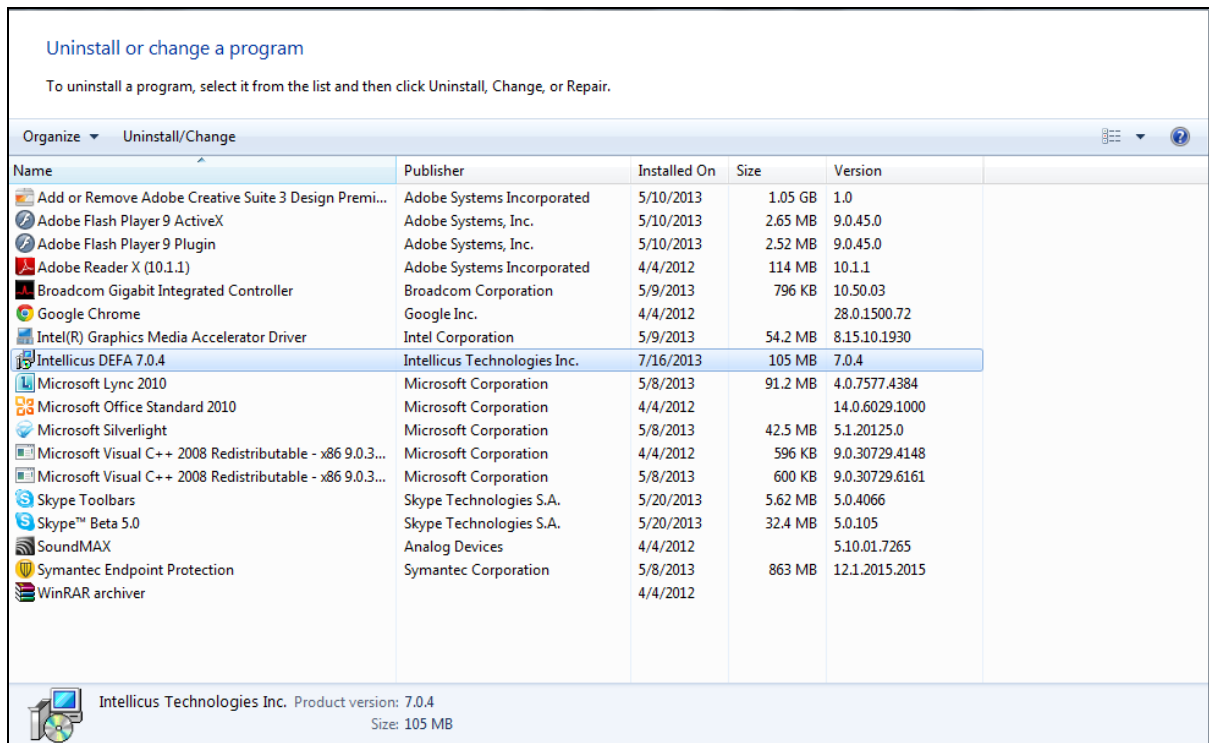 Uninstall or change a program
To uninstall a program, select it from the list and then click Uninstall, Change, or Repair.
Organize Uninstall/Change
Name Publisher Installed On Size Version
Add or Remove Adobe Creative Suite 3 Design Premi... Adobe Systems Incorporated 5/10/2013 1.05 GB 1.0
Adobe Flash Player 9 ActiveX Adobe Systems, Inc. 5/10/2013 2.65 MB 9.0.45.0
Adobe Flash Player 9 Plugin Adobe Systems, Inc. 5/10/2013 2.52 MB 9.0.45.0
Adobe Reader X (10.1.1) Adobe Systems Incorporated 4/4/2012 114 MB 10.1.1
Broadcom Gigabit Integrated Controller Broadcom Corporation 5/9/2013 796 KB 10.50.03
Google Chrome Google Inc. 4/4/2012 28.0.1500.72
Intel(R) Graphics Media Accelerator Driver Intel Corporation 5/9/2013 54.2 MB 8.15.10.1930
Intellicus DEFA 7.0.4 Intellicus Technologies Inc. 7/16/2013 105 MB 7.0.4
Microsoft Lync 2010 Microsoft Corporation 5/8/2013 91.2 MB 4.0.7577.4384
Microsoft Office Standard 2010 Microsoft Corporation 4/4/2012 14.0.6029.1000
Microsoft Silverlight Microsoft Corporation 5/8/2013 42.5 MB 5.1.20125.0
Microsoft Visual C++ 2008 Redistributable - x86 9.0.3... Microsoft Corporation 4/4/2012 596 KB 9.0.30729.4148
Microsoft Visual C++ 2008 Redistributable - x86 9.0.3... Microsoft Corporation 5/8/2013 600 KB 9.0.30729.6161
Skype Toolbars Skype Technologies S.A. 5/20/2013 5.62 MB 5.0.4066
Skype™ Beta 5.0 Skype Technologies S.A. 5/20/2013 32.4 MB 5.0.105
SoundMAX Analog Devices 4/4/2012 5.10.01.7265
Symantec Endpoint Protection Symantec Corporation 5/8/2013 863 MB 12.1.2015.2015
WinRAR archiver 4/4/2012
Intellicus Technologies Inc. Product version: 7.0.4
Size: 105 MB